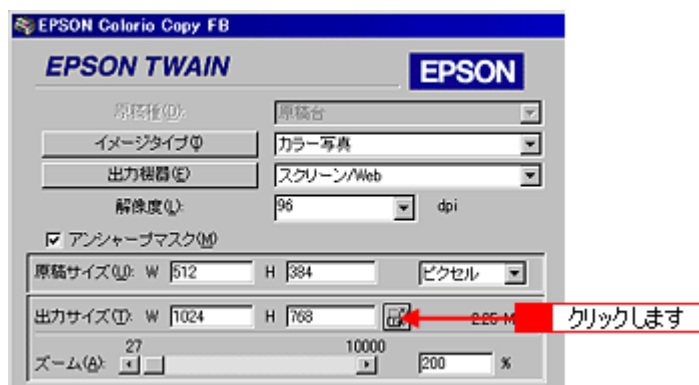 EPSON Colorio Copy FB
EPSON TWAIN EPSON
原稿種(D): 原稿台
イメージタイプ(I) カラー写真
出力機器(E) スクリーン/Web
解像度(L): 96 dpi
アンシャープマスク(M)
原稿サイズ(U): W 512 H 384 ピクセル
出力サイズ(T): W 1024 H 768 2.25 M クリックします
27 10000
ズーム(A): 200 %